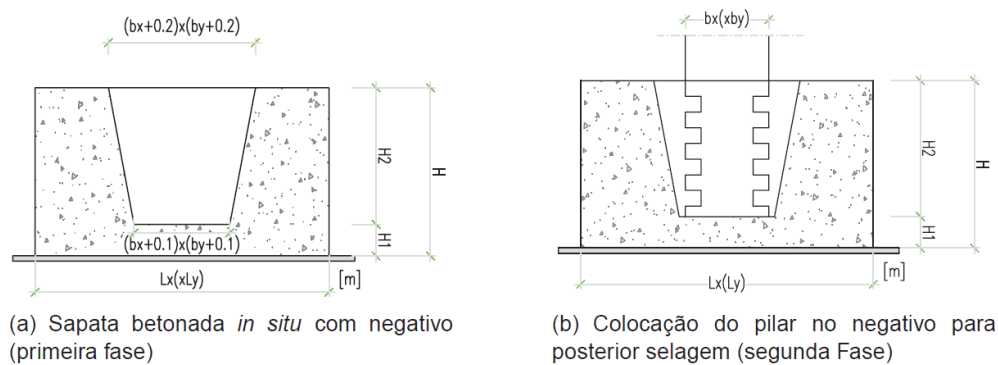 (bx+0.2)x(by+0.2)
H2
H
(bx+0.1)x(by+0.1)
H1
Lx(xLy)
[m]
(a) Sapata betonada in situ com negativo
(primeira fase)
bx(xby)
H2
H
H1
Lx(Ly)
[m]
(b) Colocação do pilar no negativo para
posterior selagem (segunda Fase)